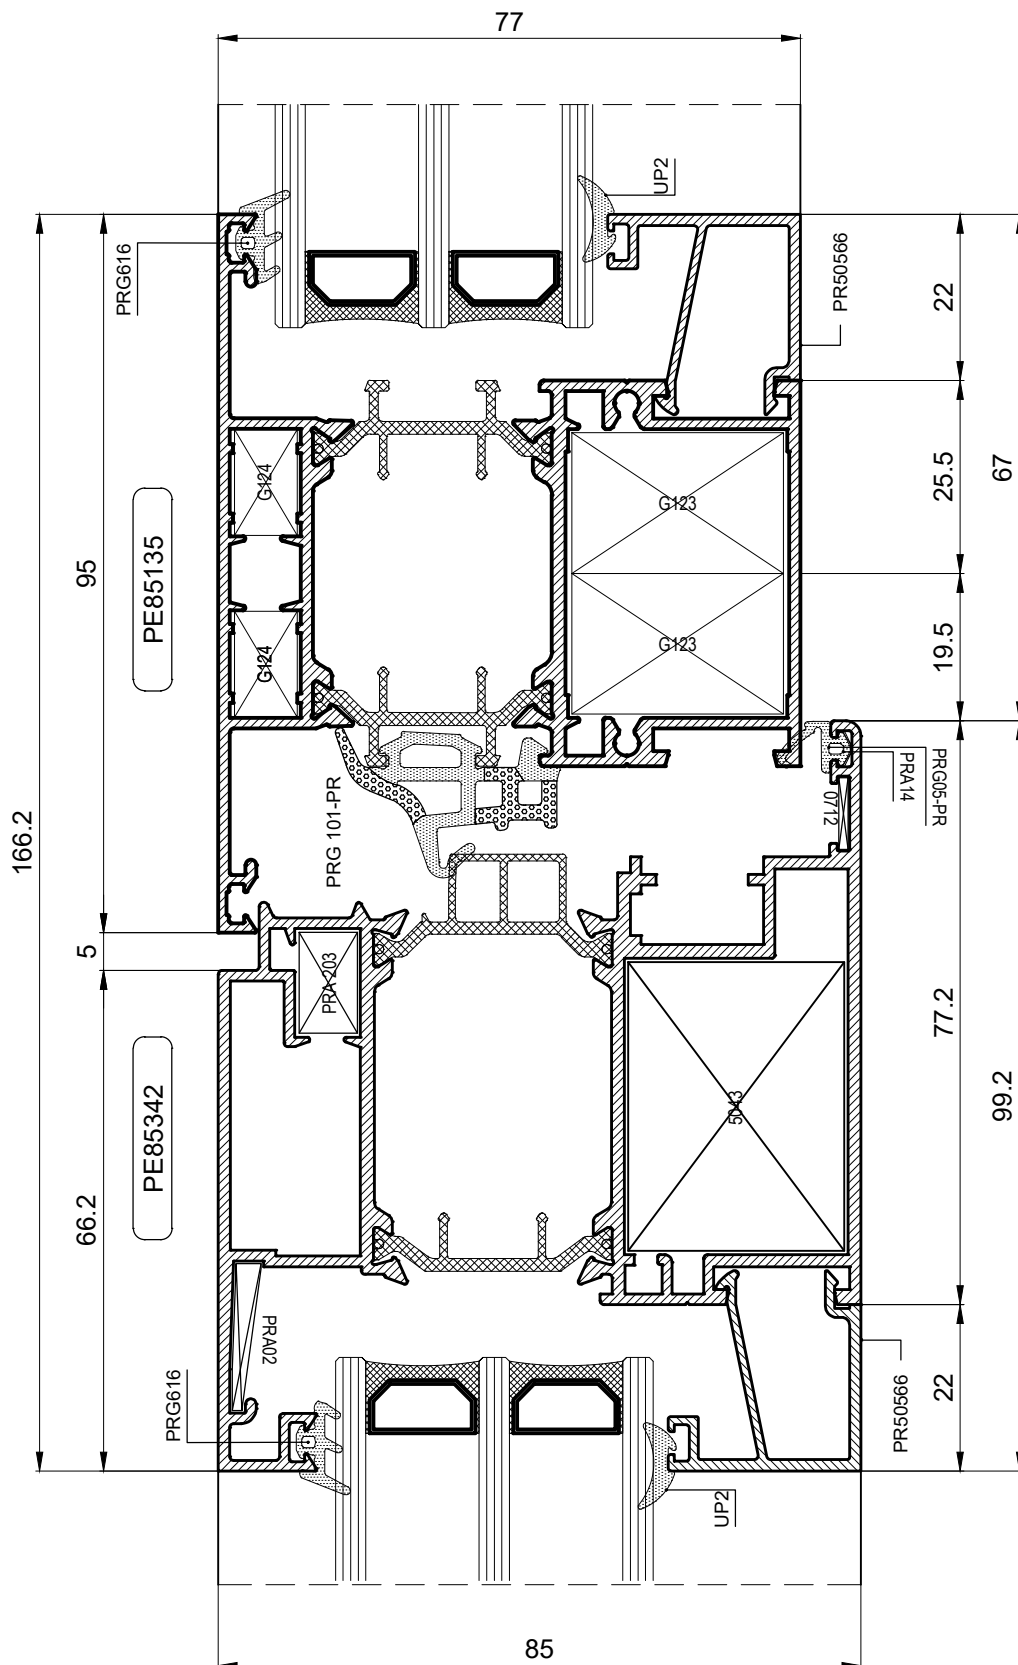 77
UP2
PRG616
PR50566
22
G124
G123
25.5
67
95
PE85135
G124
G123
19.5
PRG 101-PR
0712
PRA14
PRG05-PR
166.2
5
PRA 203
77.2
99.2
PE85342
5043
66.2
PRA02
PRG616
PR50566
22
UP2
85